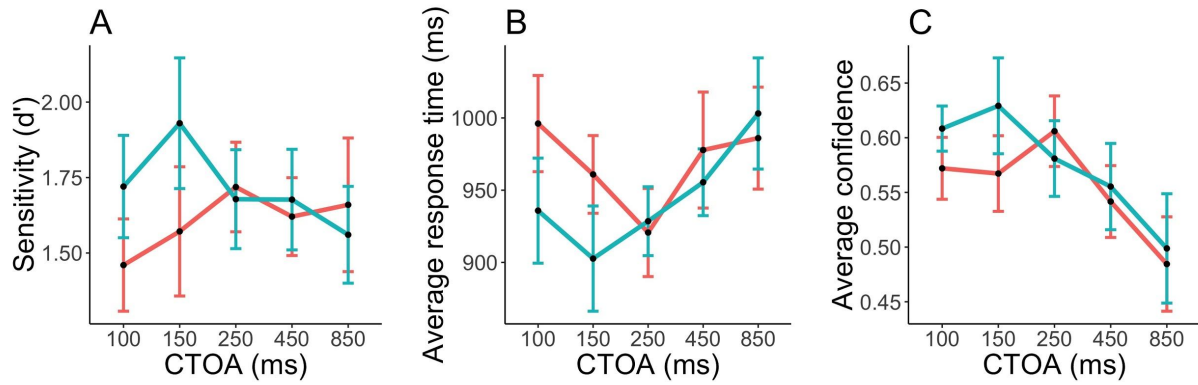 A
Sensitivity (d')
2.00
1.75
1.50
100 150 250 450 850
CTOA (ms)
B
Average response time (ms)
1000
950
900
100 150 250 450 850
CTOA (ms)
C
Average confidence
0.65
0.60
0.55
0.50
0.45
100 150 250 450 850
CTOA (ms)